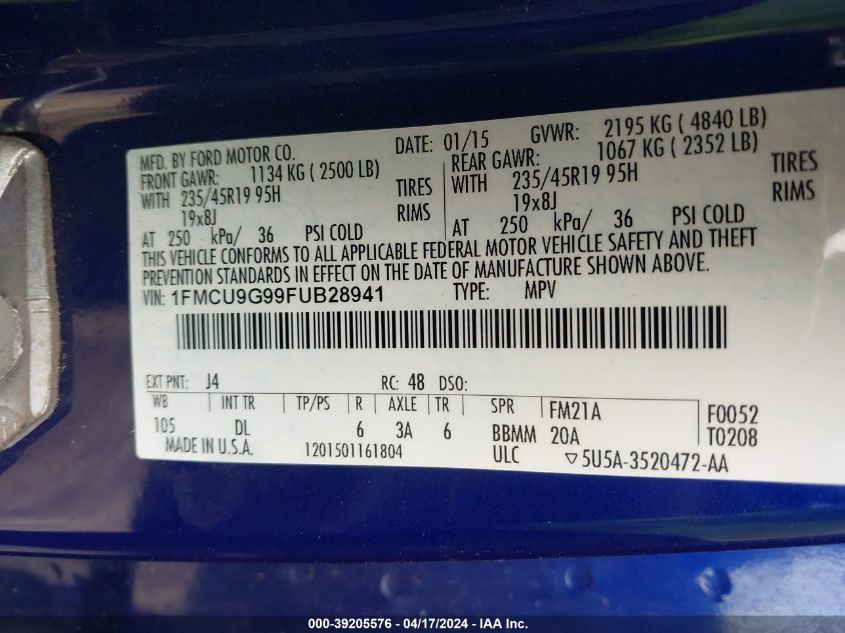 MFD. BY FORD MOTOR CO. DATE: 01/15 GVWR: 2195 KG ( 4840 LB)
FRONT GAWR: 1134 KG ( 2500 LB) REAR GAWR: 1067 KG ( 2352 LB)
WITH 235/45R19 95H TIRES WITH 235/45R19 95H TIRES
19x8J RIMS 19x8J RIMS
AT 250 kPa/ 36 PSI COLD AT 250 kPa/ 36 PSI COLD
THIS VEHICLE CONFORMS TO ALL APPLICABLE FEDERAL MOTOR VEHICLE SAFETY AND THEFT
PREVENTION STANDARDS IN EFFECT ON THE DATE OF MANUFACTURE SHOWN ABOVE.
VIN: 1FMCU9G99FUB28941 TYPE: MPV
EXT PNT: J4 RC: 48 DSO:
WB INT TR TP/PS R AXLE TR SPR FM21A F0052
105 DL 6 3A 6 BBMM 20A T0208
MADE IN U.S.A. 1201501161804 ULC ▽5U5A-3520472-AA
000-39205576 - 04/17/2024 - IAA Inc.